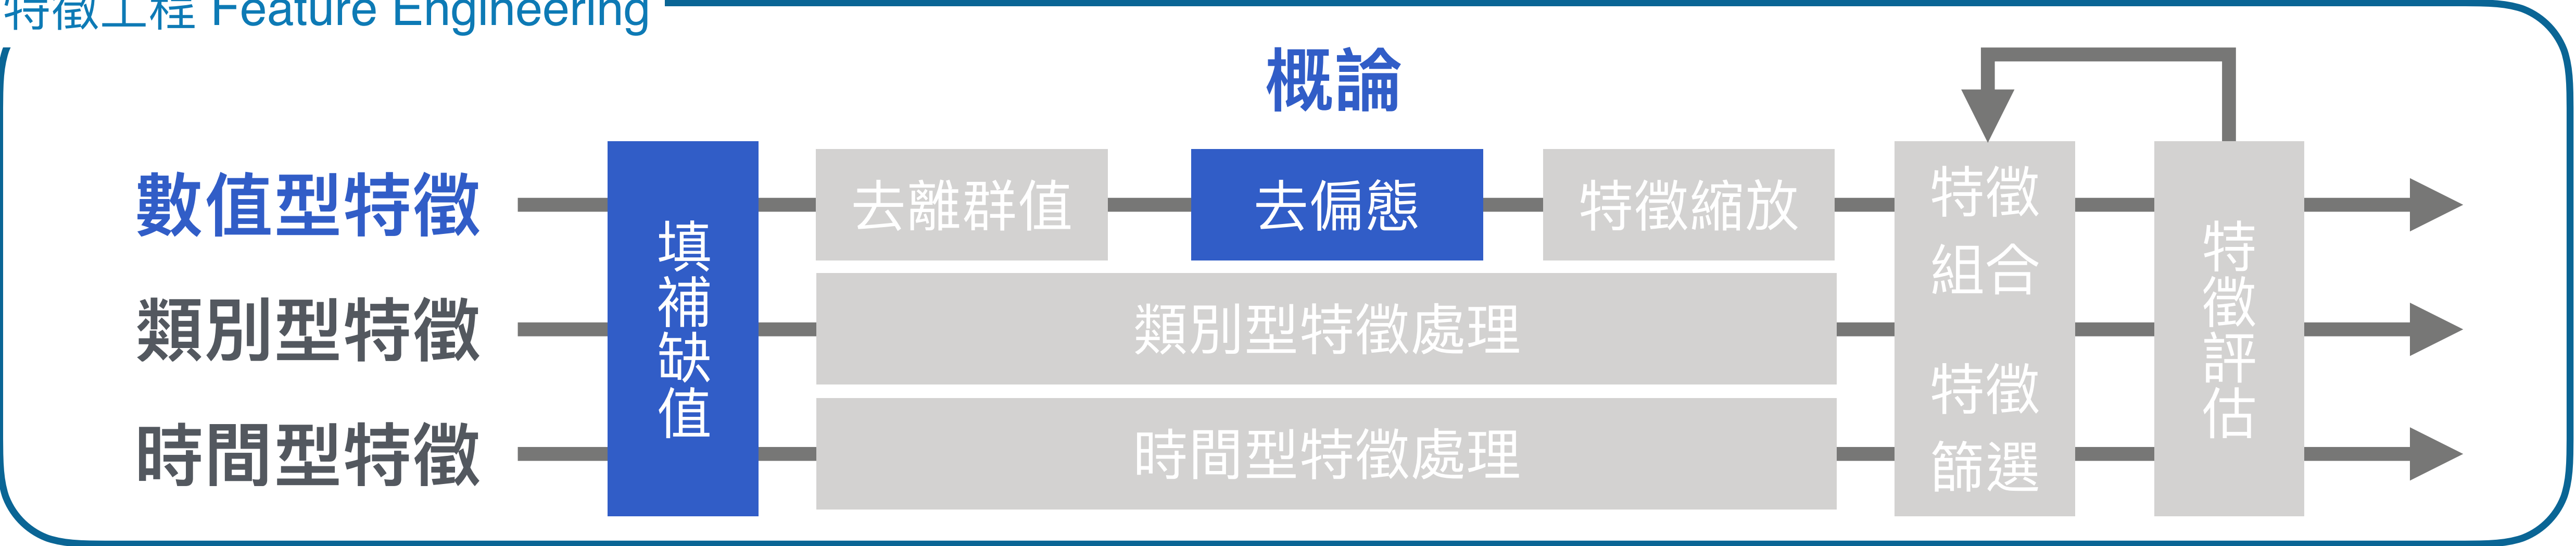 特徵工程 Feature Engineering
概論
數值型特徵
類別型特徵
時間型特徵
填補缺值
去離群值
去偏態
特徵縮放
類別型特徵處理
時間型特徵處理
特徵
組合
特徵
篩選
特徵評估